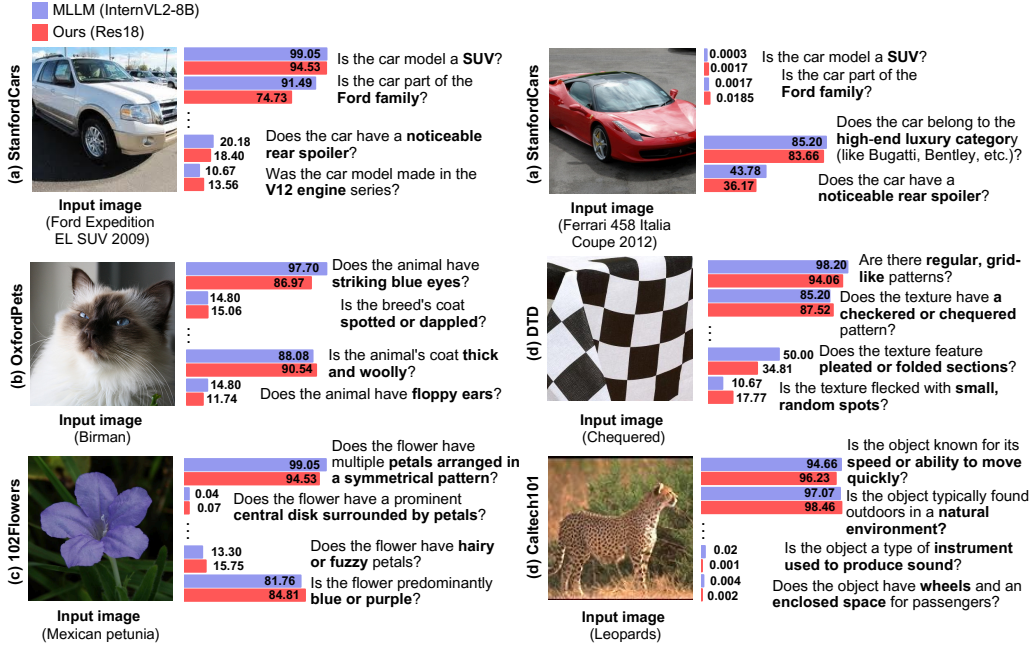 MLLM (InternVL2-8B)
Ours (Res18)
(a) StanfordCars
99.05
94.53
Is the car model a SUV?
91.49
74.73
Is the car part of the
Ford family?
20.18
18.40
Does the car have a noticeable
rear spoiler?
10.67
13.56
Was the car model made in the
V12 engine series?
Input image
(Ford Expedition
EL SUV 2009)
(a) StanfordCars
0.0003
0.0017
Is the car model a SUV?
0.0017
0.0185
Is the car part of the
Ford family?
85.20
83.66
Does the car belong to the
high-end luxury category
(like Bugatti, Bentley, etc.)?
43.78
36.17
Does the car have a
noticeable rear spoiler?
Input image
(Ferrari 458 Italia
Coupe 2012)
(b) OxfordPets
97.70
86.97
Does the animal have
striking blue eyes?
14.80
15.06
Is the breed's coat
spotted or dappled?
88.08
90.54
Is the animal's coat thick
and woolly?
14.80
11.74
Does the animal have floppy ears?
Input image
(Birman)
(d) DTD
98.20
94.06
Are there regular, grid-
like patterns?
85.20
87.52
Does the texture have a
checkered or chequered
pattern?
50.00
34.81
Does the texture feature
pleated or folded sections?
10.67
17.77
Is the texture flecked with small,
random spots?
Input image
(Chequered)
(c) 102Flowers
99.05
94.53
Does the flower have
multiple petals arranged in
a symmetrical pattern?
0.04
0.07
Does the flower have a prominent
central disk surrounded by petals?
13.30
15.75
Does the flower have hairy
or fuzzy petals?
81.76
84.81
Is the flower predominantly
blue or purple?
Input image
(Mexican petunia)
(d) Caltech101
94.66
96.23
Is the object known for its
speed or ability to move
quickly?
97.07
98.46
Is the object typically found
outdoors in a natural
environment?
0.02
0.001
Is the object a type of instrument
used to produce sound?
0.004
0.002
Does the object have wheels and an
enclosed space for passengers?
Input image
(Leopards)